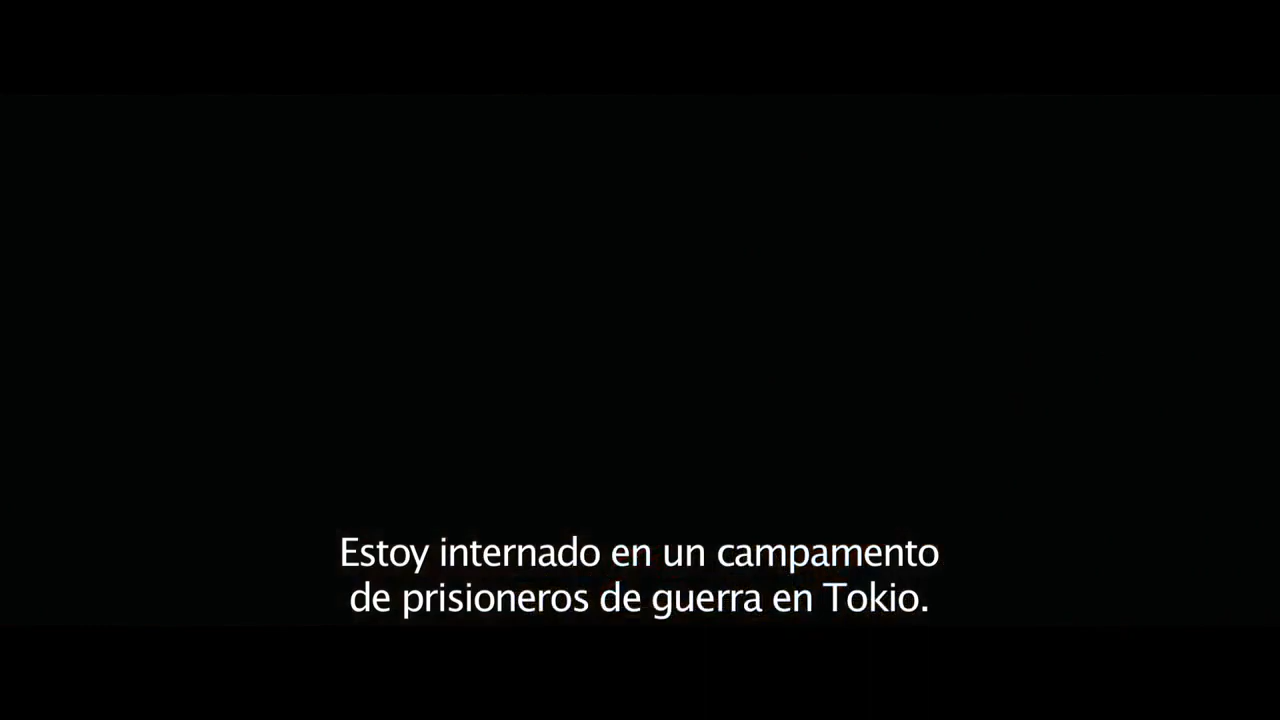 Estoy internado en un campamento
de prisioneros de guerra en Tokio.